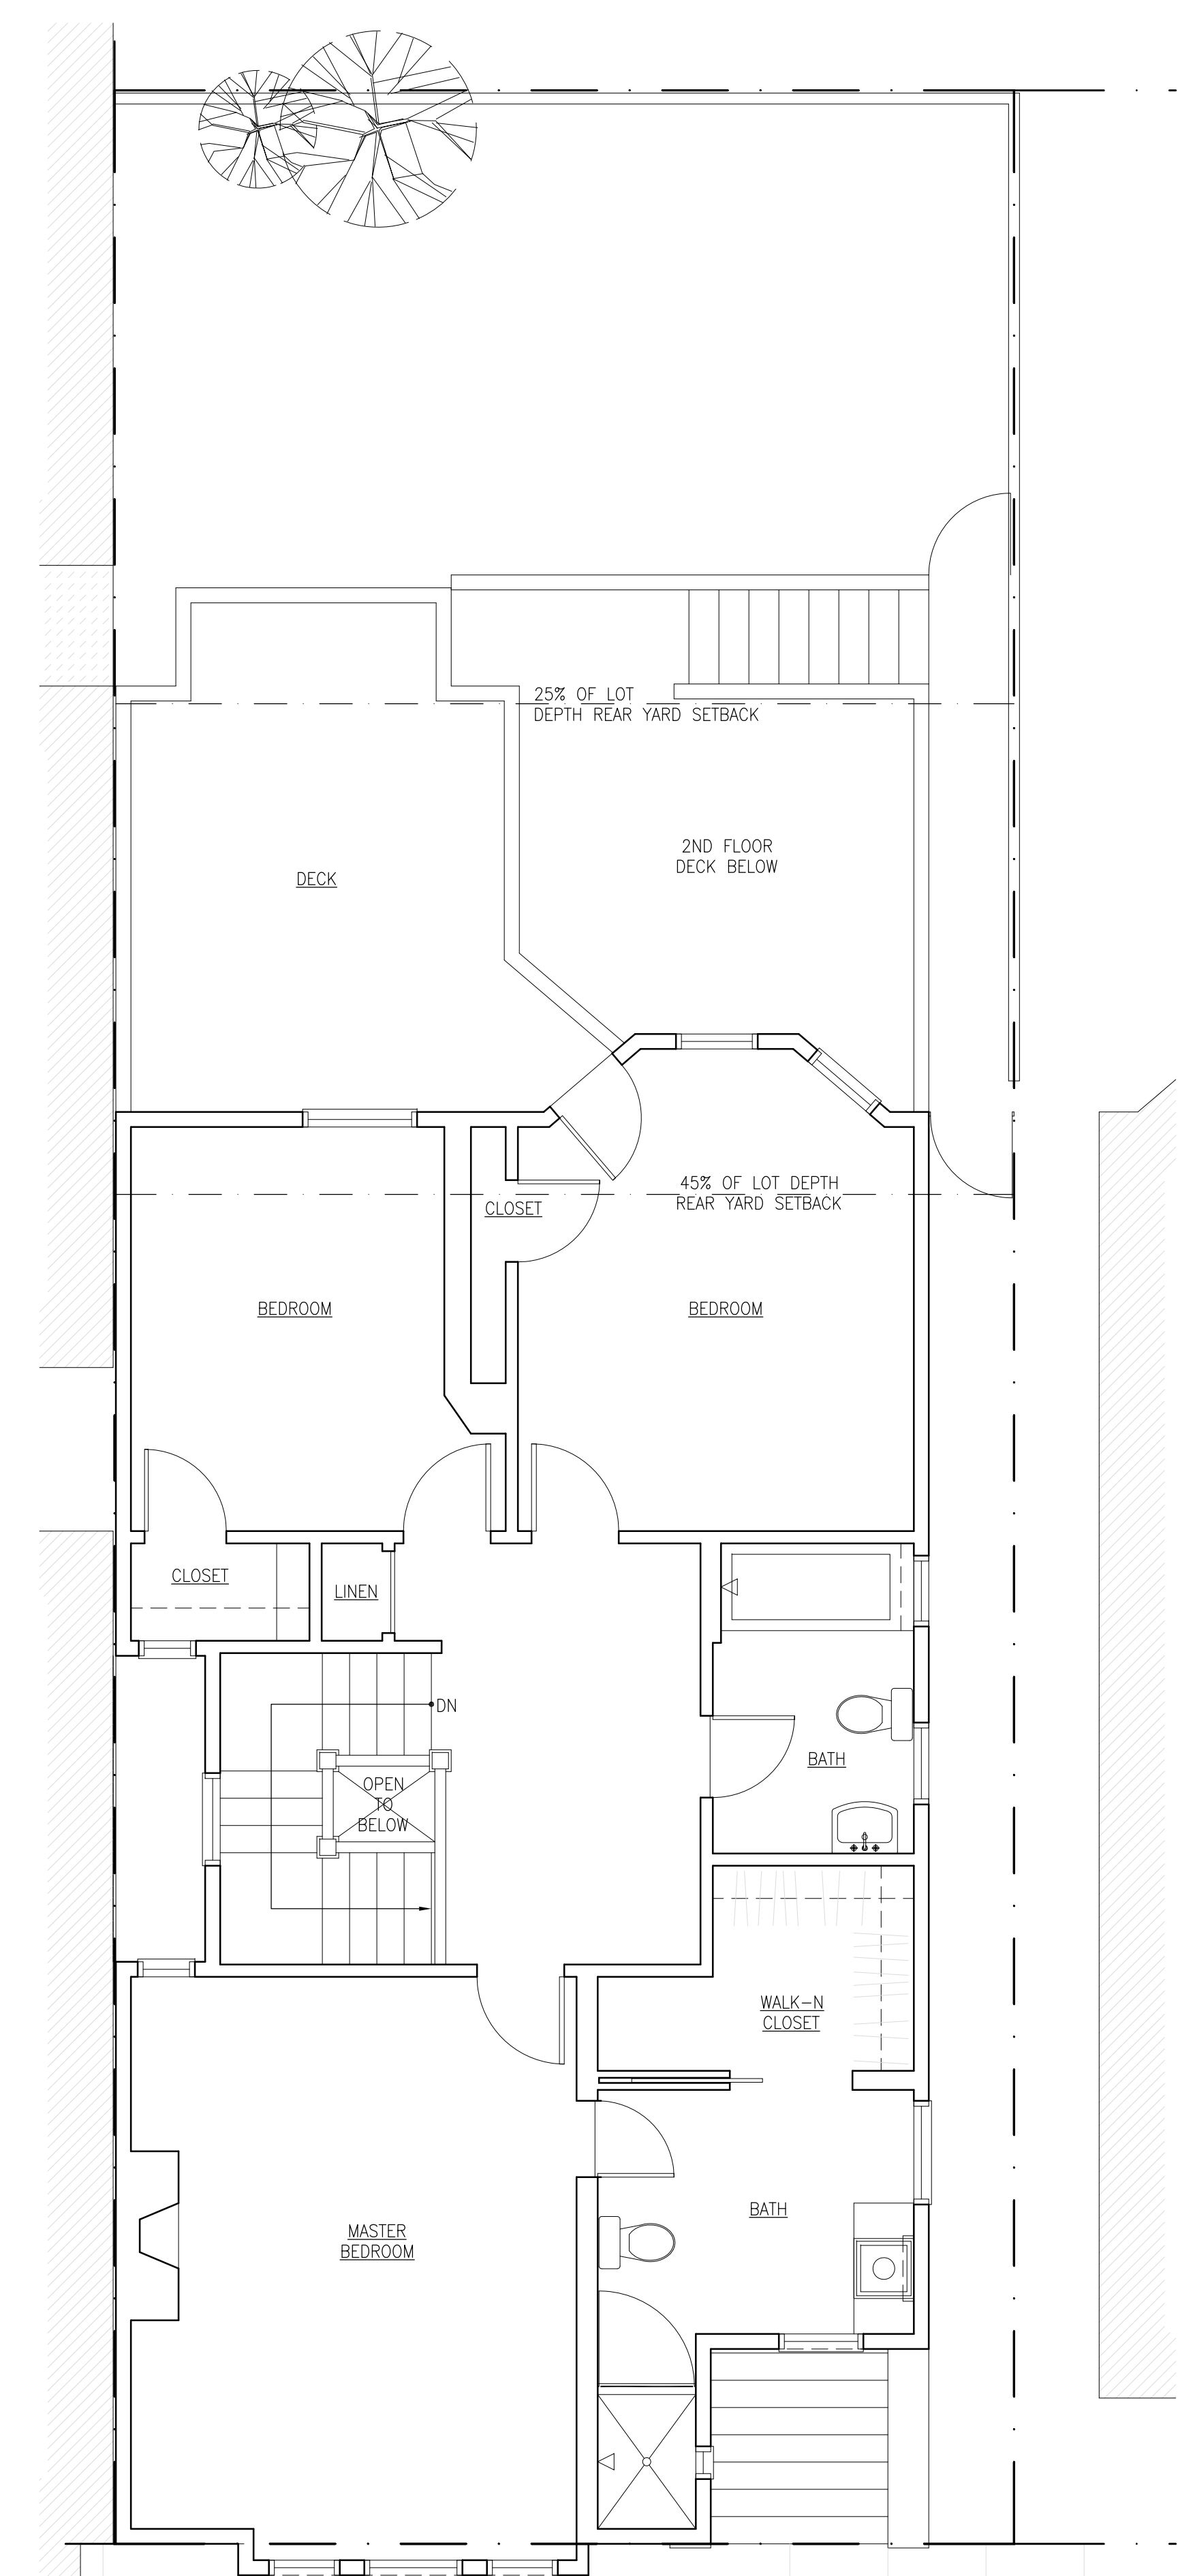 25% OF LOT
DEPTH REAR YARD SETBACK
2ND FLOOR
DECK BELOW
DECK
45% OF LOT DEPTH
REAR YARD SETBACK
CLOSET
BEDROOM
BEDROOM
CLOSET
LINEN
DN
OPEN
TO
BELOW
BATH
WALK-N
CLOSET
BATH
MASTER
BEDROOM